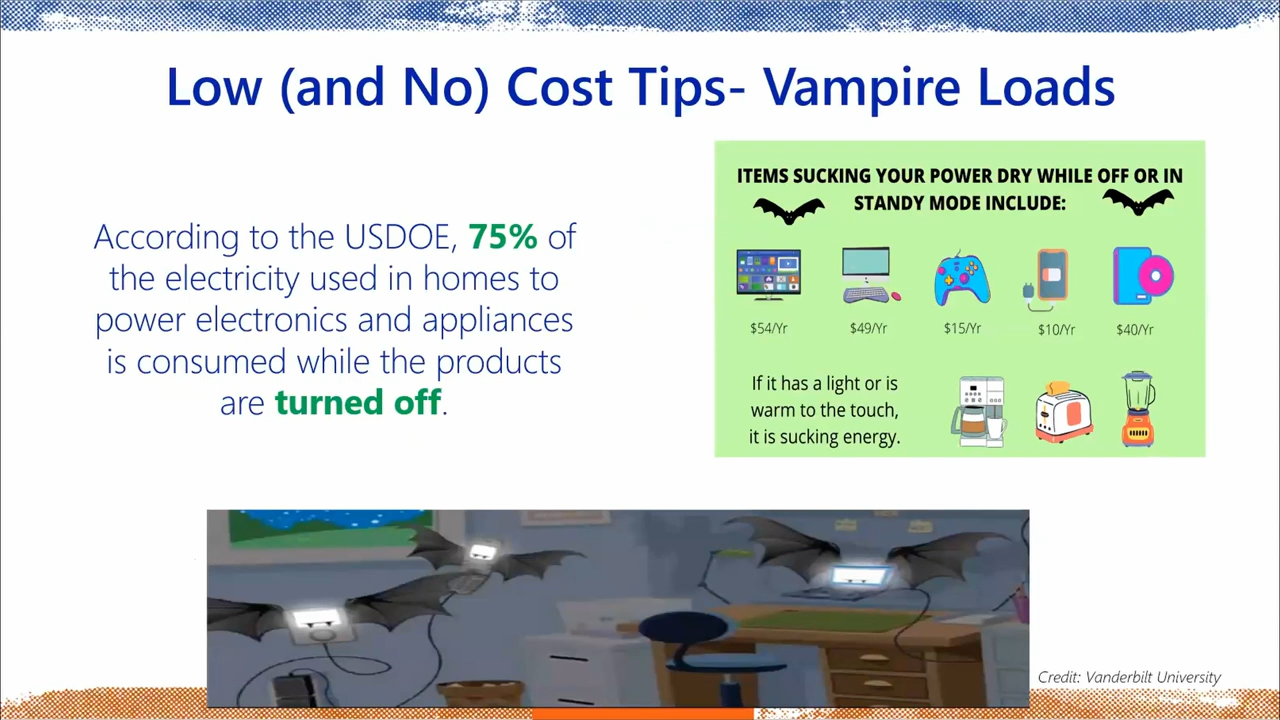 Low (and No) Cost Tips- Vampire Loads
According to the USDOE, 75% of
the electricity used in homes to
power electronics and appliances
is consumed while the products
are turned off.
ITEMS SUCKING YOUR POWER DRY WHILE OFF OR IN
STANDY MODE INCLUDE:
$54/Yr $49/Yr $15/Yr $10/Yr $40/Yr
If it has a light or is
warm to the touch,
it is sucking energy.
Credit: Vanderbilt University